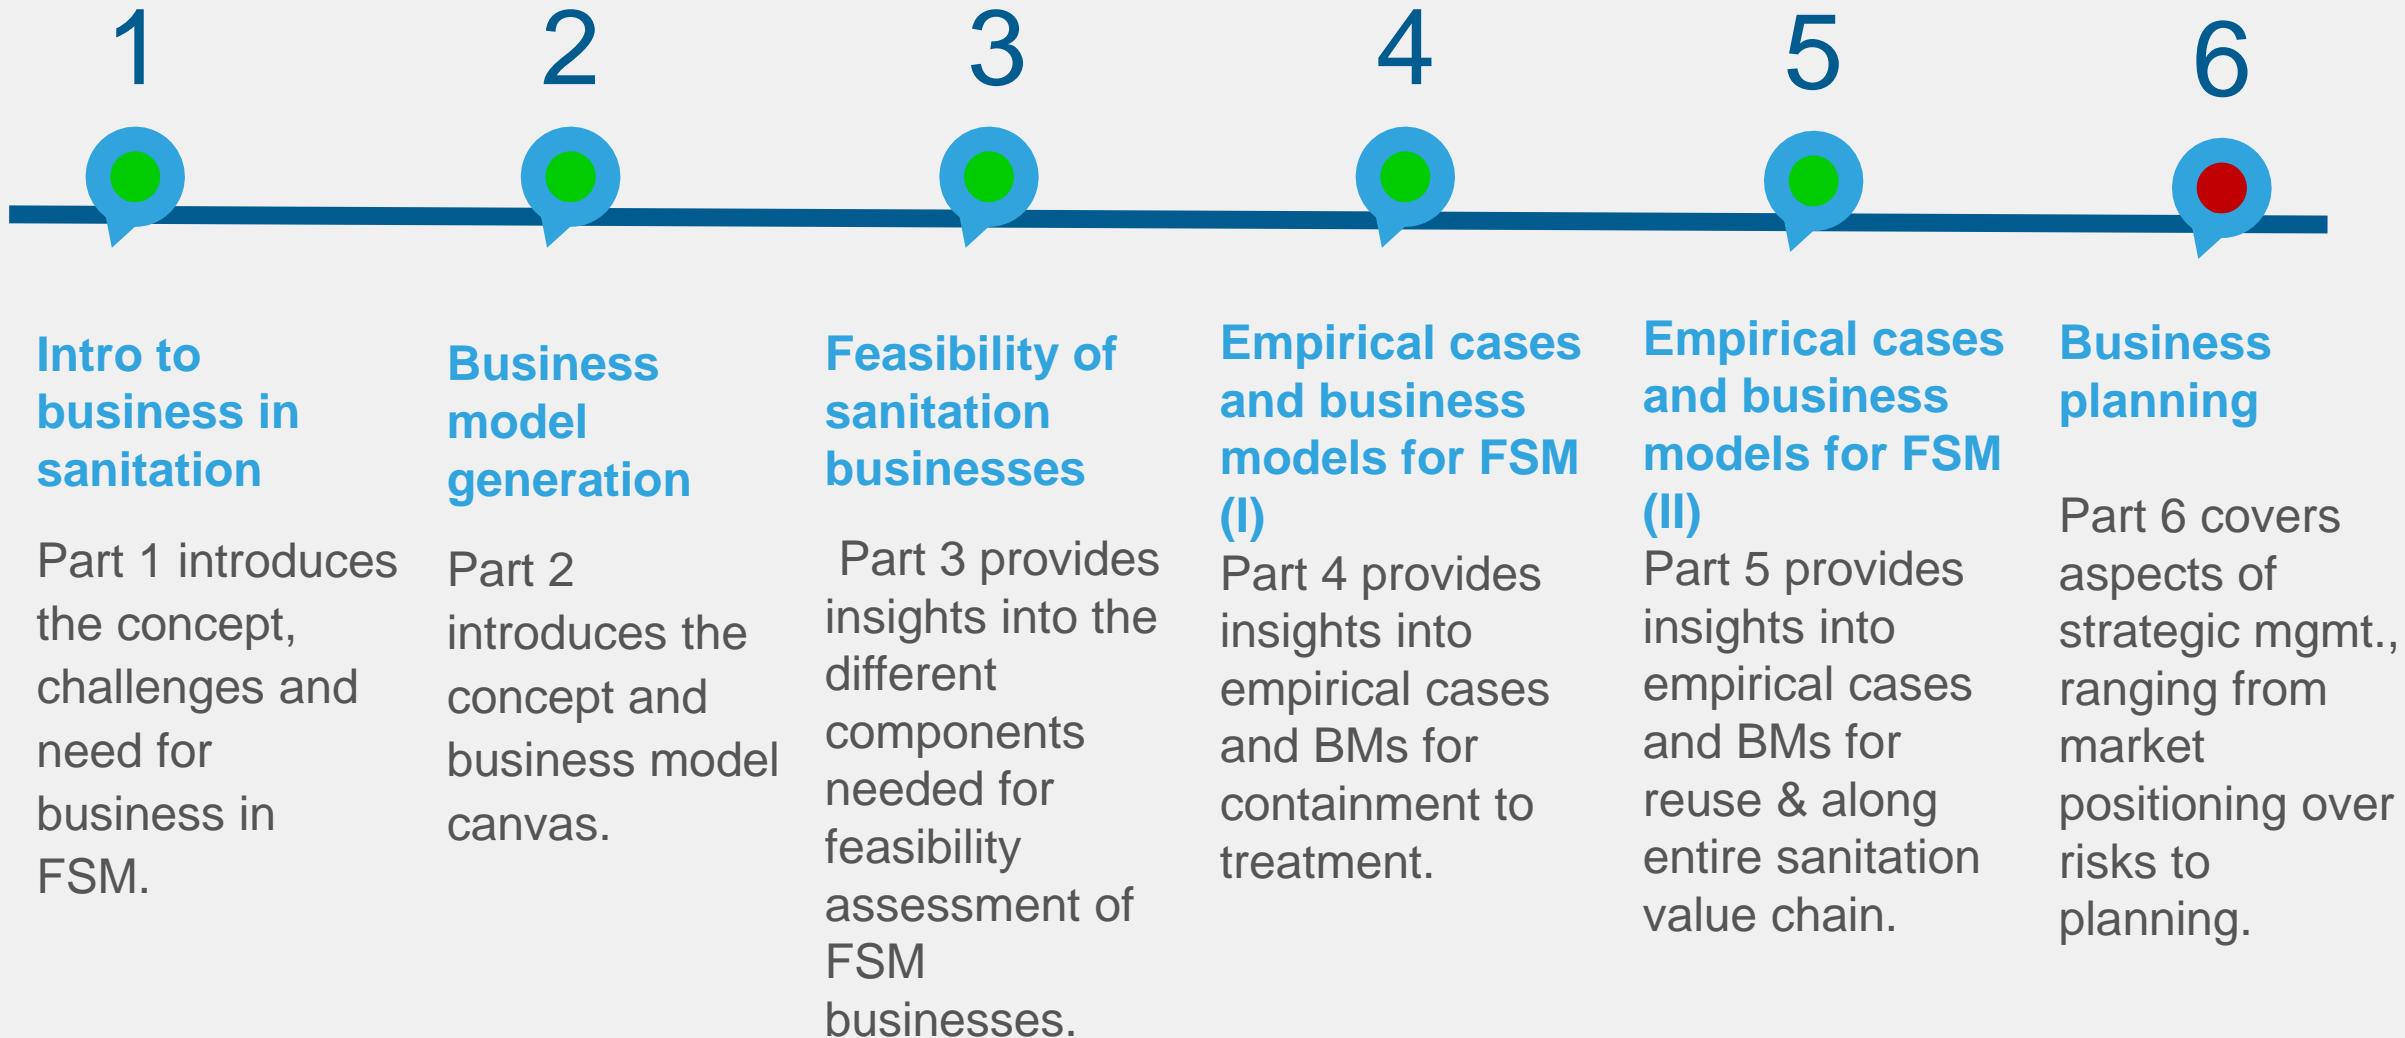 1
2
3
4
5
6
Intro to
business in
sanitation
Part 1 introduces
the concept,
challenges and
need for
business in
FSM.
Business
model
generation
Part 2
introduces the
concept and
business model
canvas.
Feasibility of
sanitation
businesses
Part 3 provides
insights into the
different
components
needed for
feasibility
assessment of
FSM
businesses.
Empirical cases
and business
models for FSM
(I)
Part 4 provides
insights into
empirical cases
and BMs for
containment to
treatment.
Empirical cases
and business
models for FSM
(II)
Part 5 provides
insights into
empirical cases
and BMs for
reuse & along
entire sanitation
value chain.
Business
planning
Part 6 covers
aspects of
strategic mgmt.,
ranging from
market
positioning over
risks to
planning.